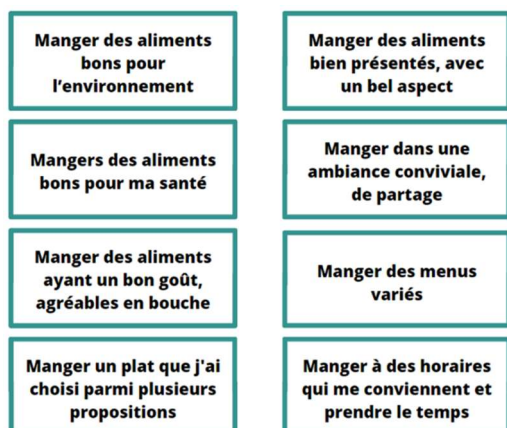 Manger des aliments
bons pour
l'environnement
Manger des aliments
bien présentés, avec
un bel aspect
Mangers des aliments
bons pour ma santé
Manger dans une
ambiance conviviale,
de partage
Manger des aliments
ayant un bon goût,
agréables en bouche
Manger des menus
variés
Manger un plat que j'ai
choisi parmi plusieurs
propositions
Manger à des horaires
qui me conviennent et
prendre le temps